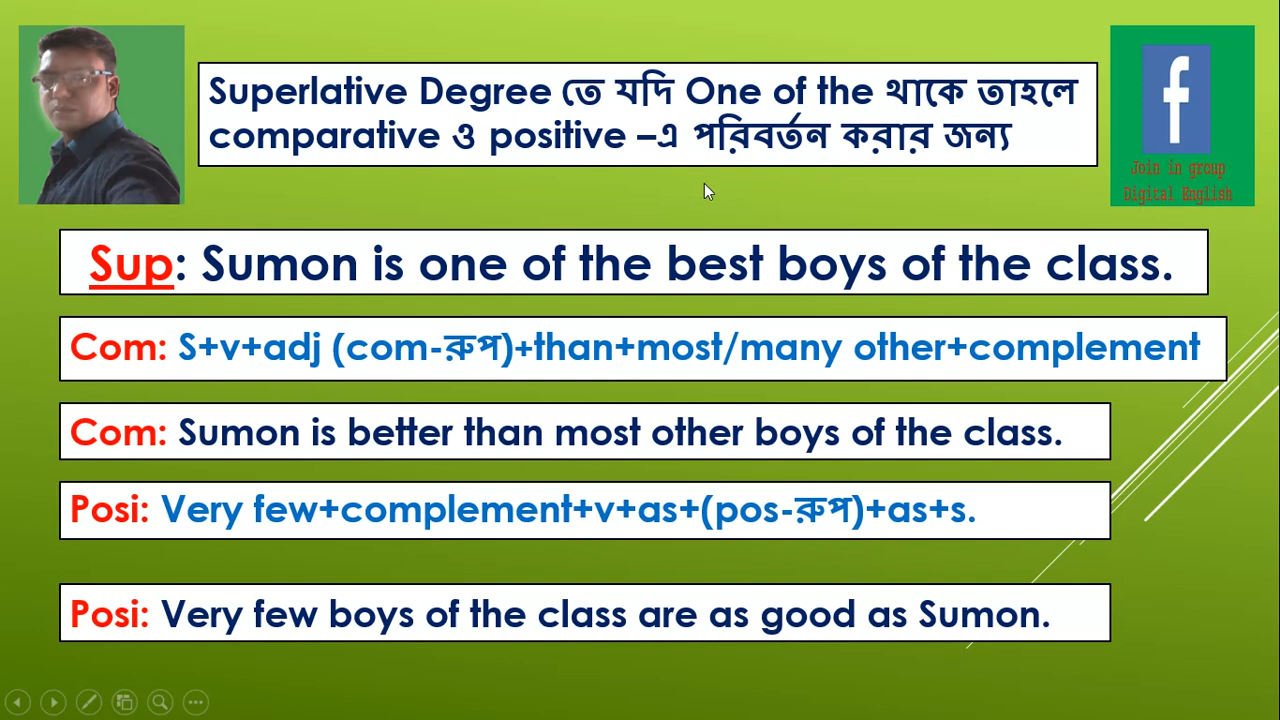 Superlative Degree তে যদি One of the থাকে তাহলে
comparative ও positive –এ পরিবর্তন করার জন্য
f
Join in group
Digital English
Sup: Sumon is one of the best boys of the class.
Com: S+v+adj (com-রুপ)+than+most/many other+complement
Com: Sumon is better than most other boys of the class.
Posi: Very few+complement+v+as+(pos-রুপ)+as+s.
Posi: Very few boys of the class are as good as Sumon.